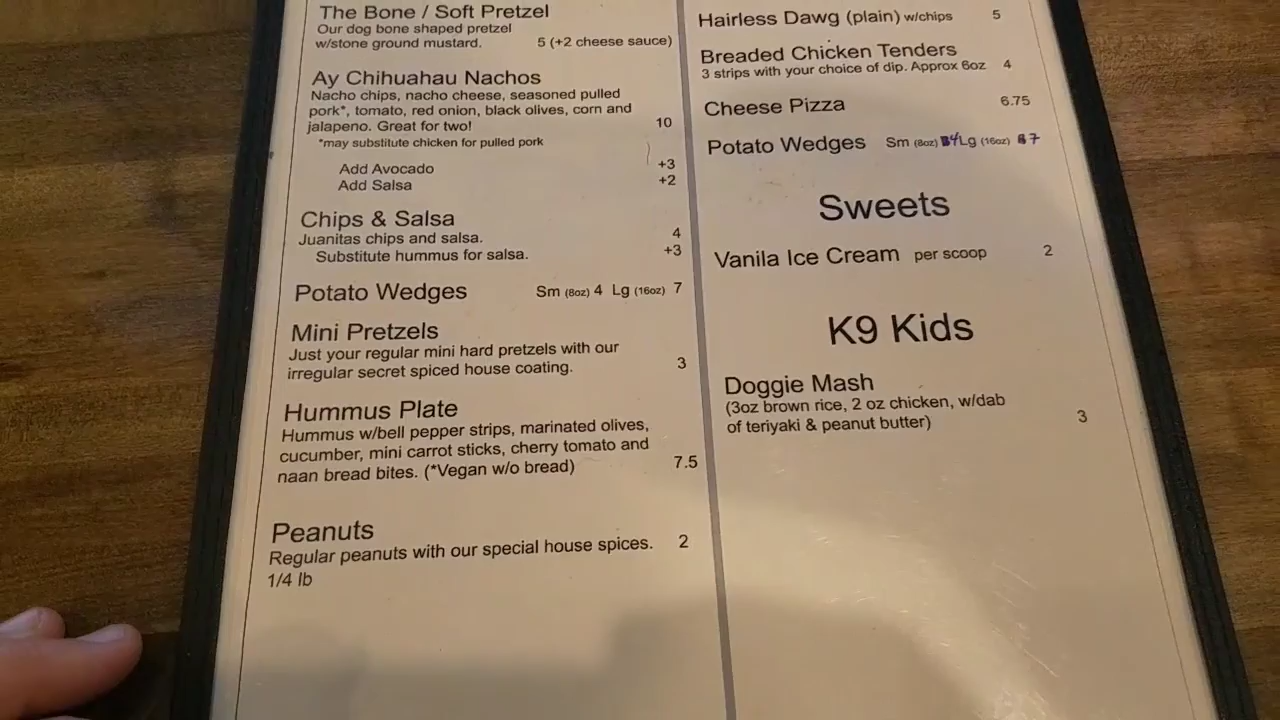 The Bone / Soft Pretzel
Our dog bone shaped pretzel
w/stone ground mustard. 5 (+2 cheese sauce)
Ay Chihuahau Nachos
Nacho chips, nacho cheese, seasoned pulled
pork*, tomato, red onion, black olives, corn and
jalapeno. Great for two! 10
*may substitute chicken for pulled pork
Add Avocado +3
Add Salsa +2
Chips & Salsa
Juanitas chips and salsa. 4
Substitute hummus for salsa. +3
Potato Wedges Sm (8oz) 4 Lg (16oz) 7
Mini Pretzels
Just your regular mini hard pretzels with our
irregular secret spiced house coating. 3
Hummus Plate
Hummus w/bell pepper strips, marinated olives,
cucumber, mini carrot sticks, cherry tomato and
naan bread bites. (*Vegan w/o bread) 7.5
Peanuts
Regular peanuts with our special house spices. 2
1/4 lb
Hairless Dawg (plain) w/chips 5
Breaded Chicken Tenders
3 strips with your choice of dip. Approx 6oz 4
Cheese Pizza 6.75
Potato Wedges Sm (8oz) 4 Lg (16oz) 7
Sweets
Vanila Ice Cream per scoop 2
K9 Kids
Doggie Mash
(3oz brown rice, 2 oz chicken, w/dab
of teriyaki & peanut butter) 3